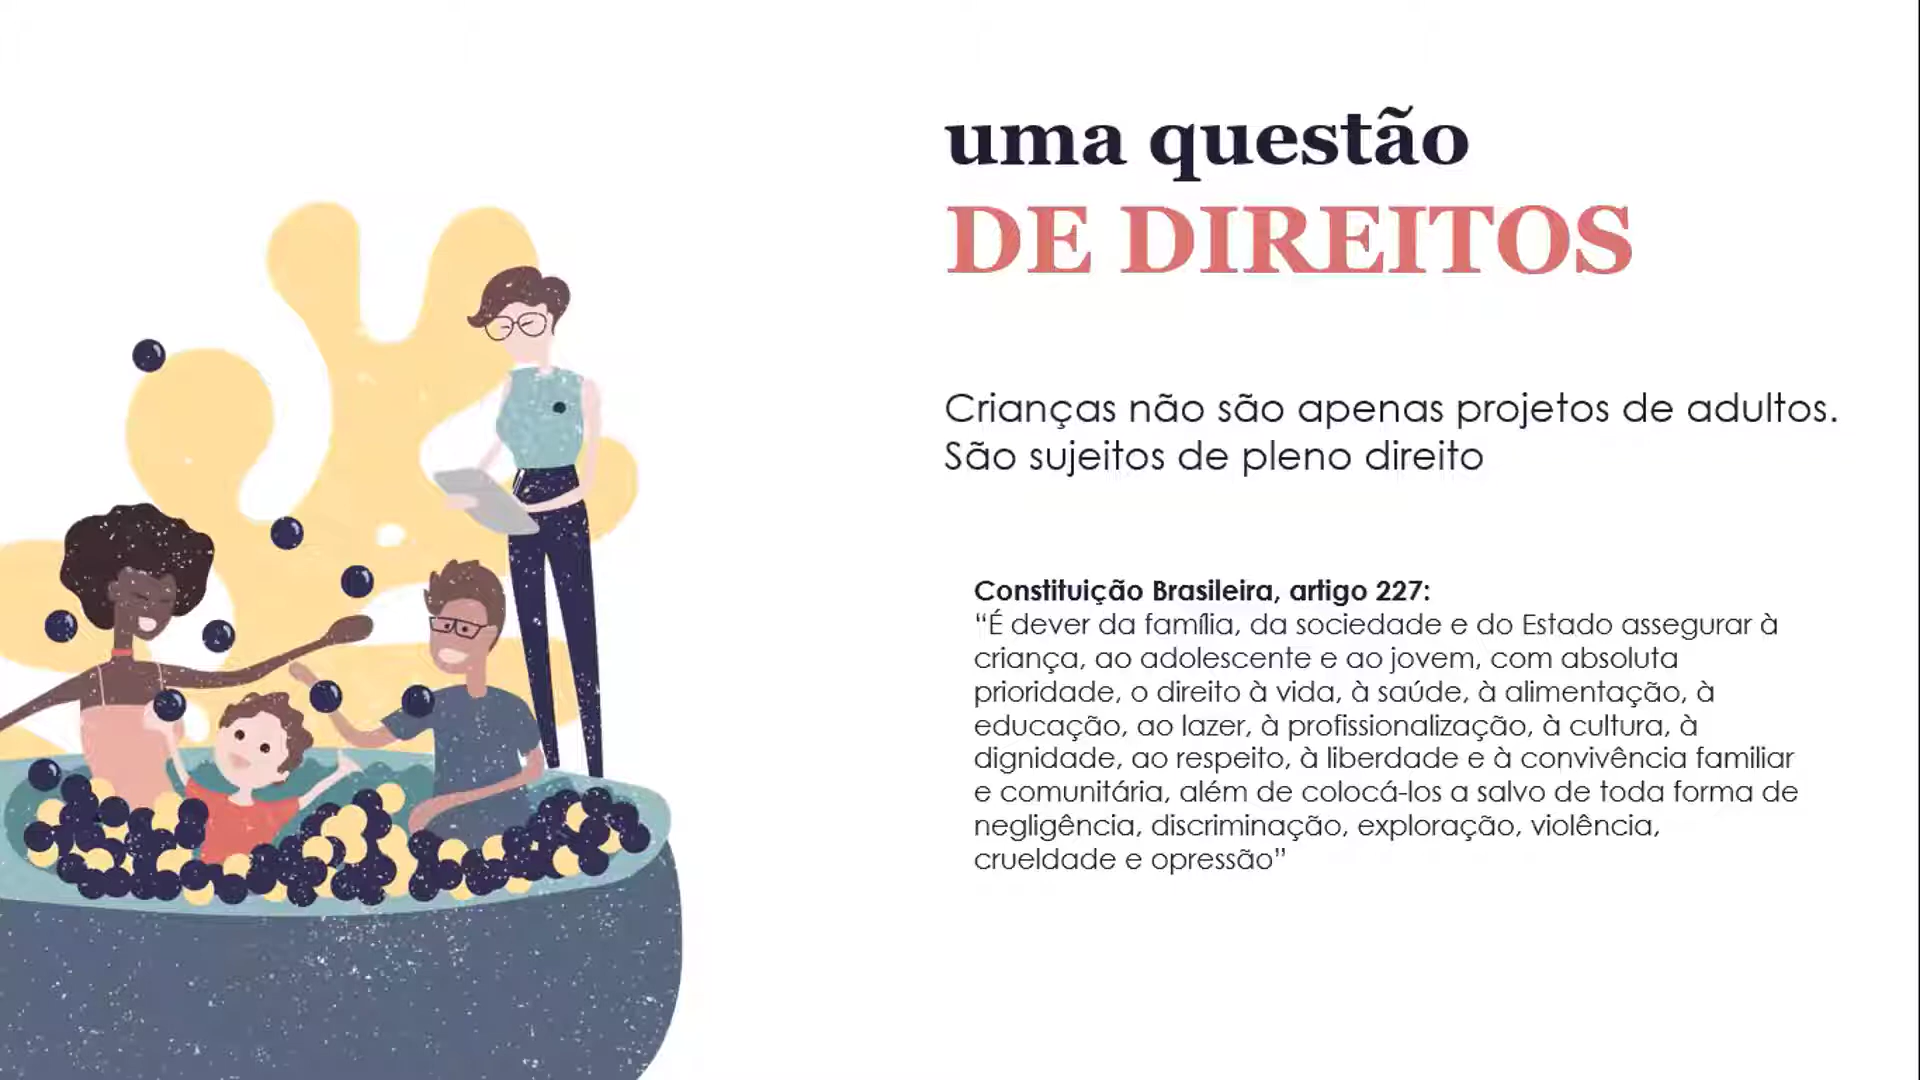 uma questão
DE DIREITOS
Crianças não são apenas projetos de adultos.
São sujeitos de pleno direito
Constituição Brasileira, artigo 227:
“É dever da família, da sociedade e do Estado assegurar à
criança, ao adolescente e ao jovem, com absoluta
prioridade, o direito à vida, à saúde, à alimentação, à
educação, ao lazer, à profissionalização, à cultura, à
dignidade, ao respeito, à liberdade e à convivência familiar
e comunitária, além de colocá-los a salvo de toda forma de
negligência, discriminação, exploração, violência,
crueldade e opressão”